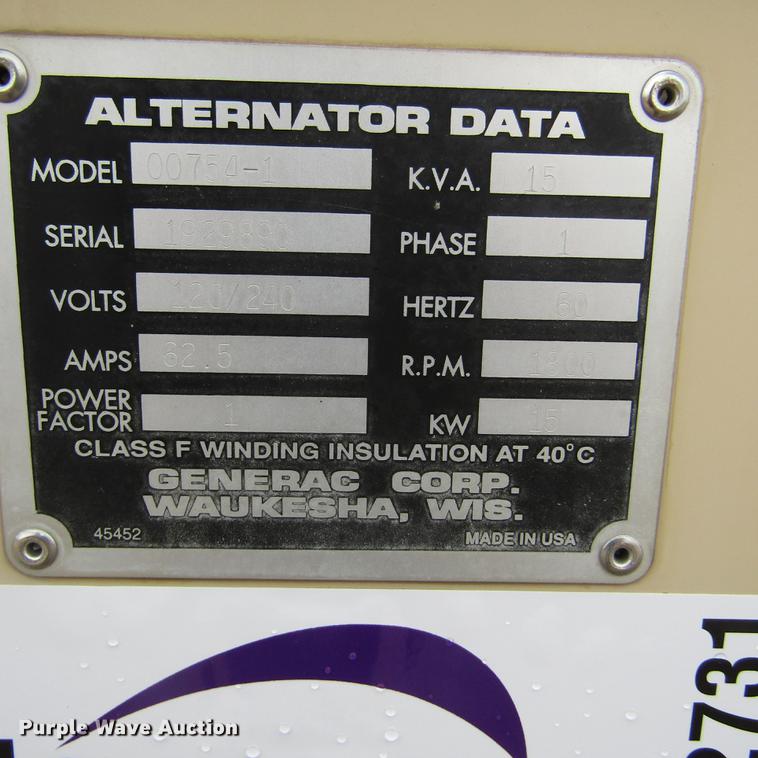 ALTERNATOR DATA
MODEL 00754-1 K.V.A. 15
SERIAL PHASE 1
VOLTS 120/240 HERTZ 60
AMPS 62.5 R.P.M. 1800
POWER FACTOR 1 KW 15
CLASS F WINDING INSULATION AT 40°C
GENERAC CORP.
WAUKESHA, WIS.
45452 MADE IN USA
2731
Purple Wave Auction